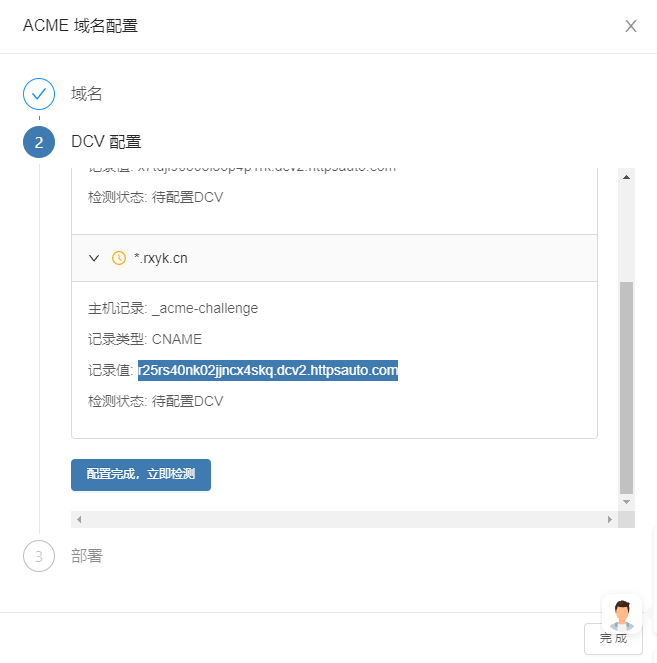 ACME 域名配置
域名
2
DCV 配置
检测状态: 待配置DCV
*.rxyk.cn
主机记录: _acme-challenge
记录类型: CNAME
记录值: r25rs40nk02jjncx4skq.dcv2.httpsauto.com
检测状态: 待配置DCV
配置完成，立即检测
3
部署
完 成